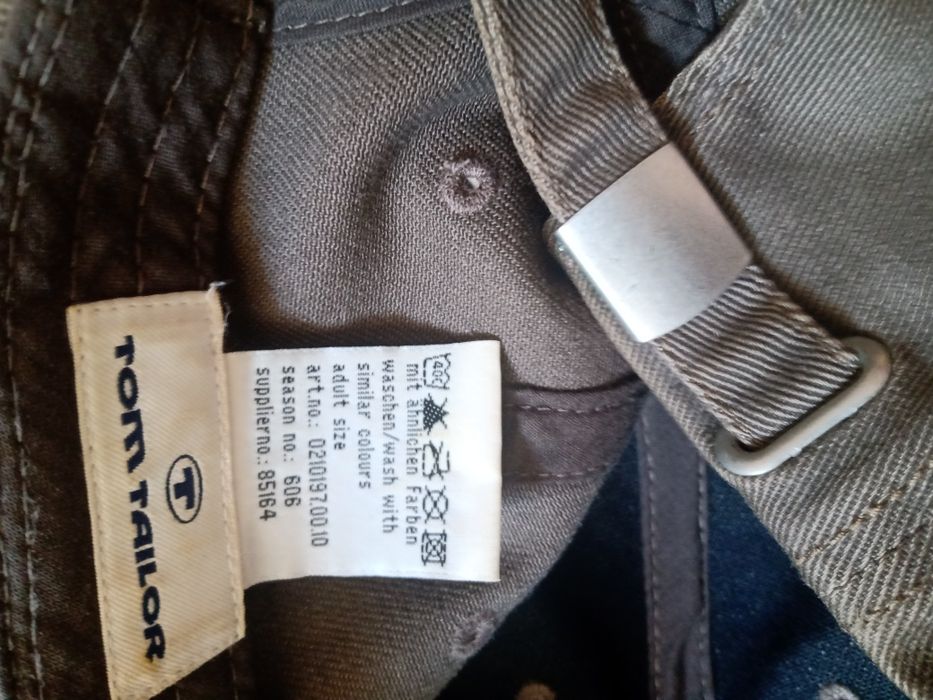 TOM TAILOR
T
40C
mit ähnlichen Farben
waschen/wash with
similar colours
adult size
art.no.: 0210197.00.10
season no.: 606
supplierno.: 85164